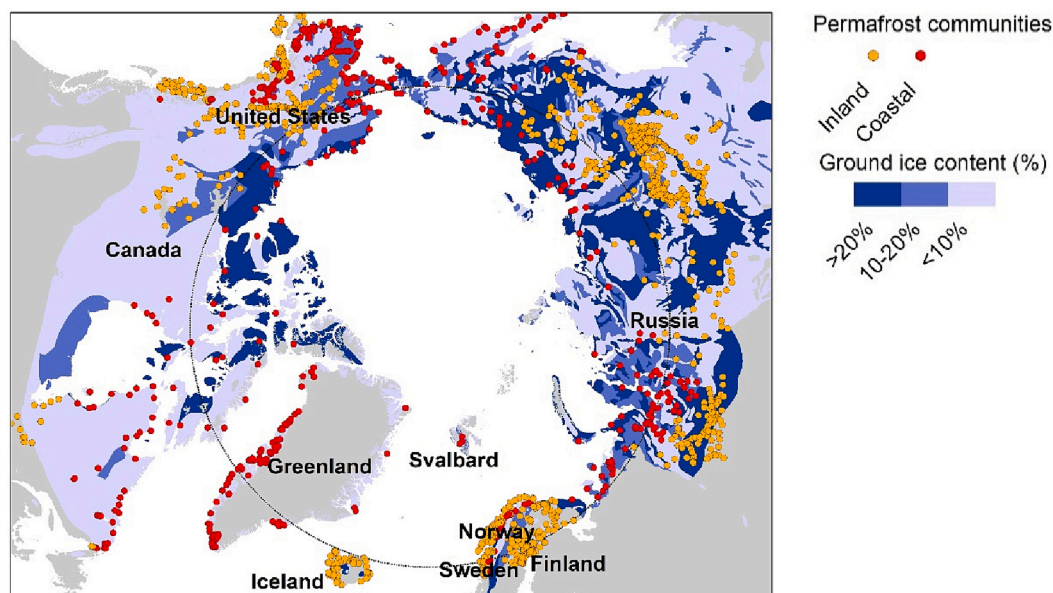 Permafrost communities
Inland
Coastal
Ground ice content (%)
>20%
10-20%
<10%
United States
Canada
Russia
Greenland
Svalbard
Norway
Iceland
Sweden
Finland